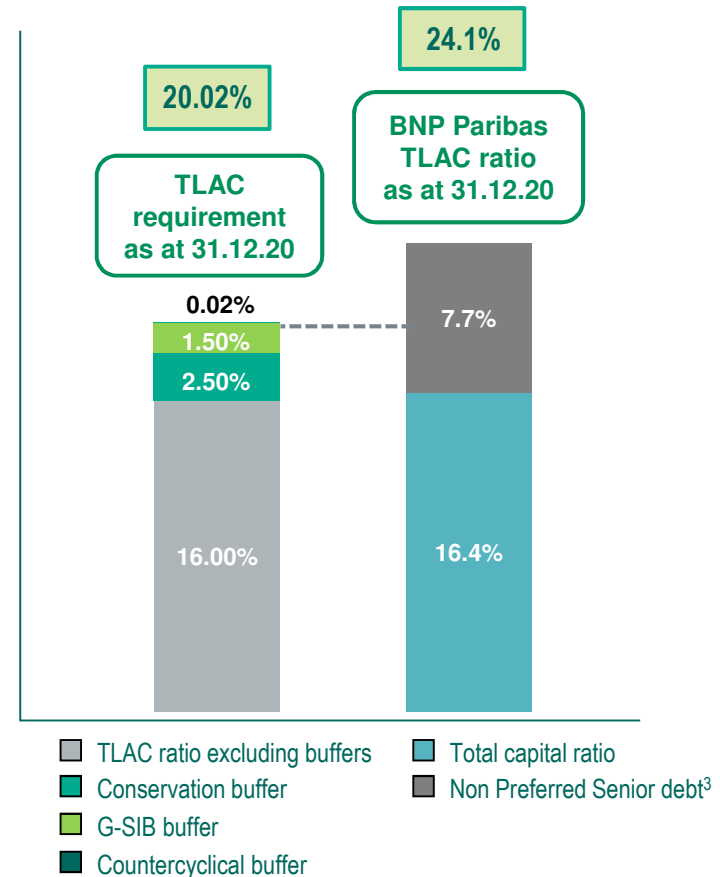 24.1%
20.02%
BNP Paribas
TLAC ratio
as at 31.12.20
TLAC
requirement
as at 31.12.20
0.02%
1.50%
2.50%
16.00%
7.7%
16.4%
TLAC ratio excluding buffers
Conservation buffer
G-SIB buffer
Countercyclical buffer
Total capital ratio
Non Preferred Senior debt³